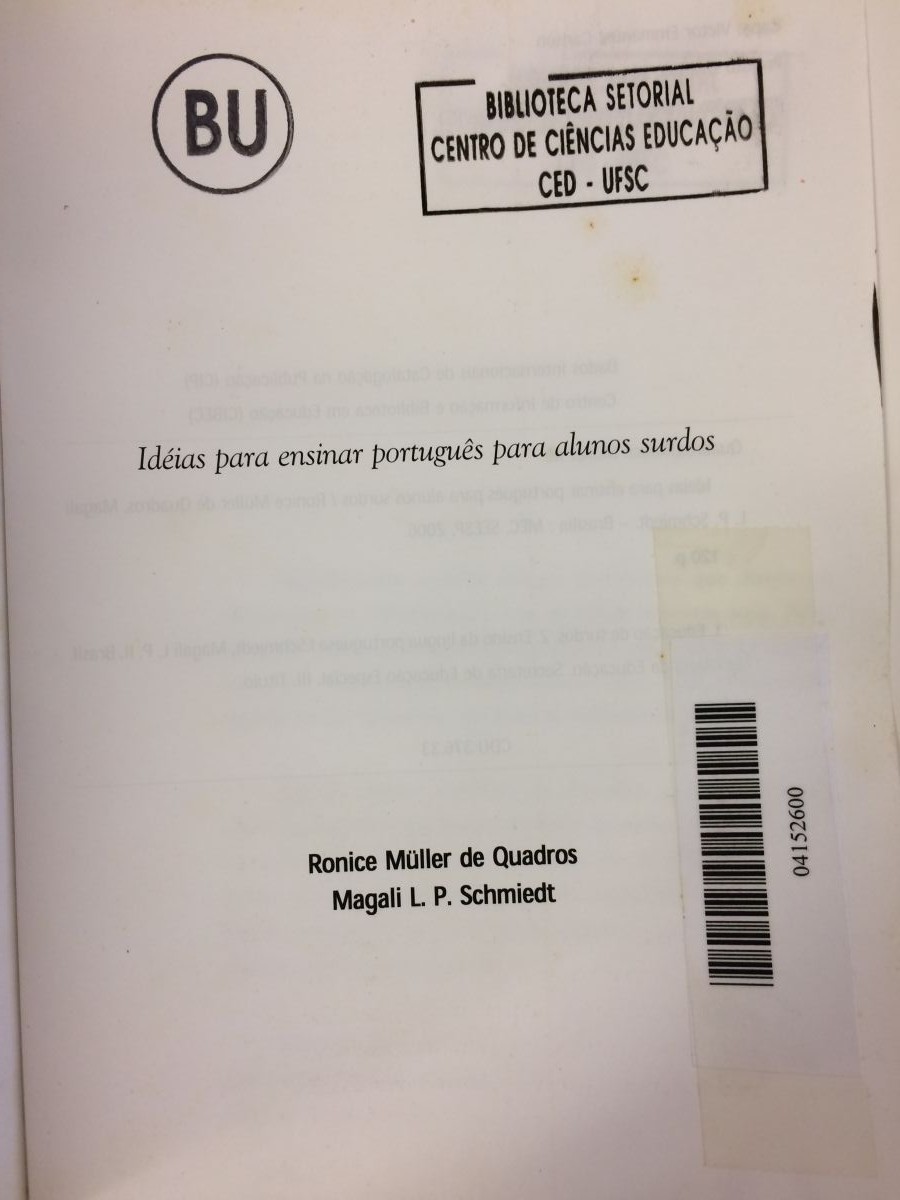 BU
BIBLIOTECA SETORIAL
CENTRO DE CIÊNCIAS EDUCAÇÃO
CED - UFSC
Idéias para ensinar português para alunos surdos
Ronice Müller de Quadros
Magali L. P. Schmiedt
04152600